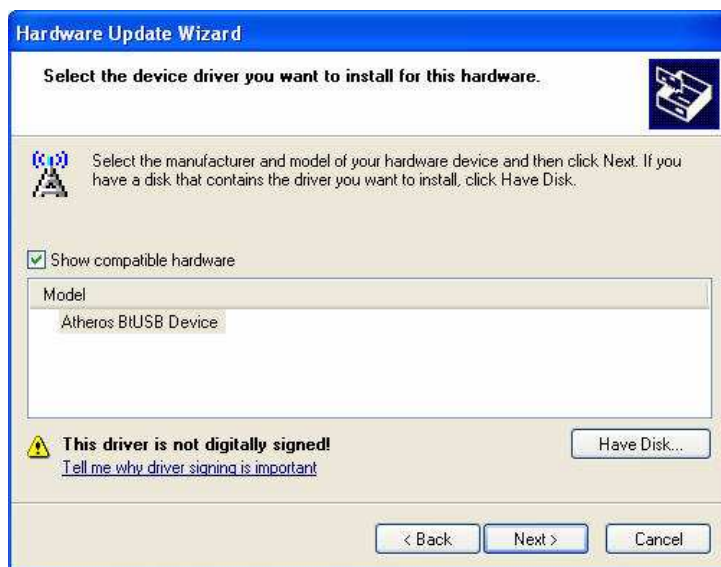 Hardware Update Wizard
Select the device driver you want to install for this hardware.
Select the manufacturer and model of your hardware device and then click Next. If you
have a disk that contains the driver you want to install, click Have Disk.
Show compatible hardware
Model
Atheros BtUSB Device
This driver is not digitally signed!
Tell me why driver signing is important
Have Disk...
< Back
Next >
Cancel